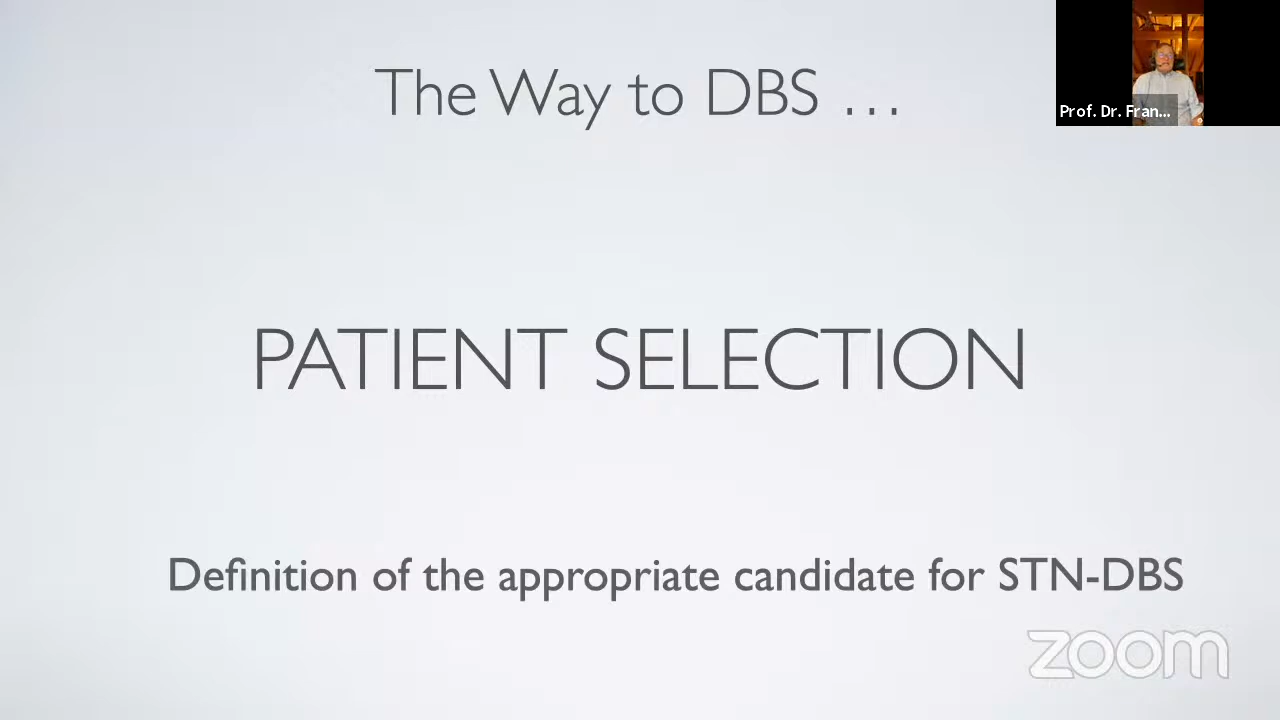 The Way to DBS …
Prof. Dr. Fran...
PATIENT SELECTION
Definition of the appropriate candidate for STN-DBS
zoom